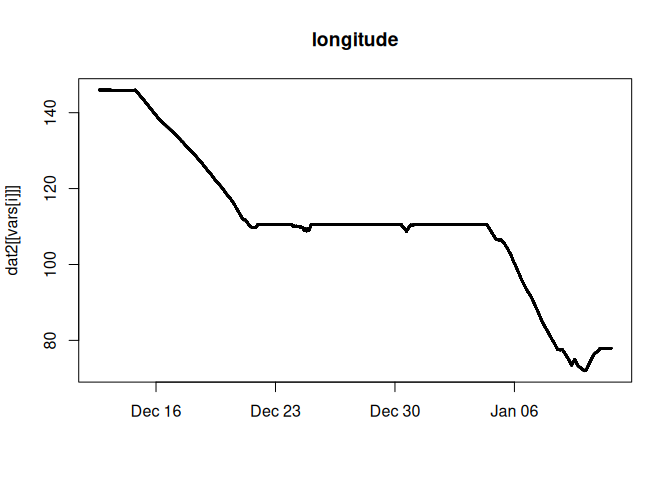 longitude
dat2[[vars[i]]]
140
120
100
80
Dec 16
Dec 23
Dec 30
Jan 06